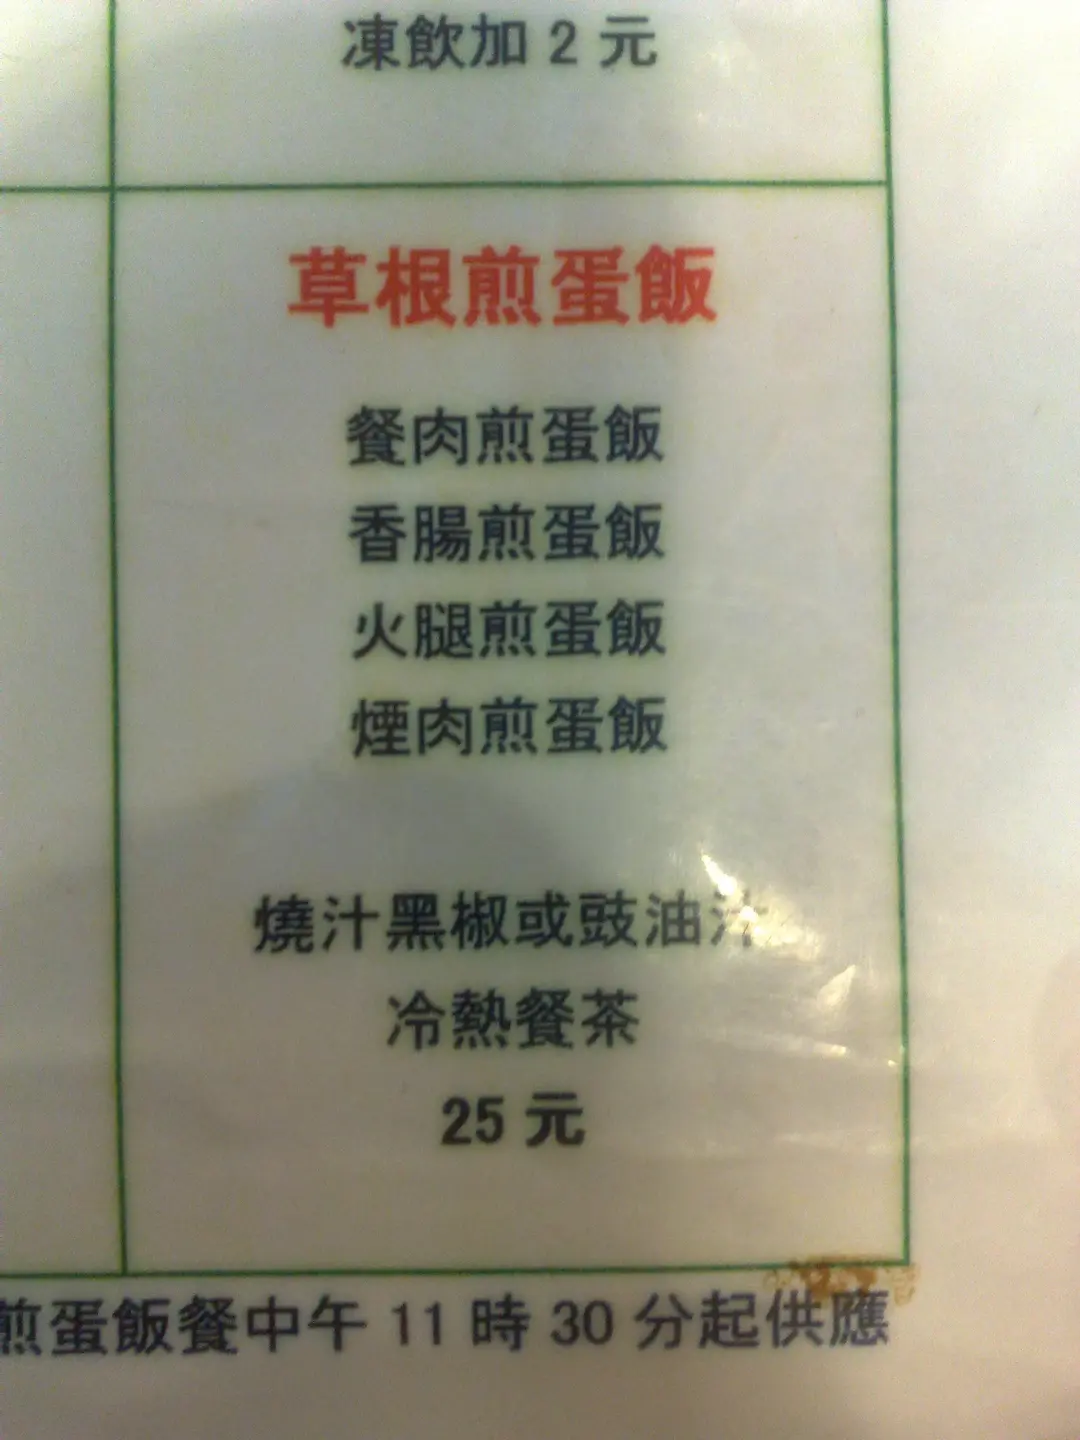 凍飲加 2 元
草根煎蛋飯
餐肉煎蛋飯
香腸煎蛋飯
火腿煎蛋飯
煙肉煎蛋飯
燒汁黑椒或豉油汁
冷熱餐茶
25 元
煎蛋飯餐中午 11 時 30 分起供應